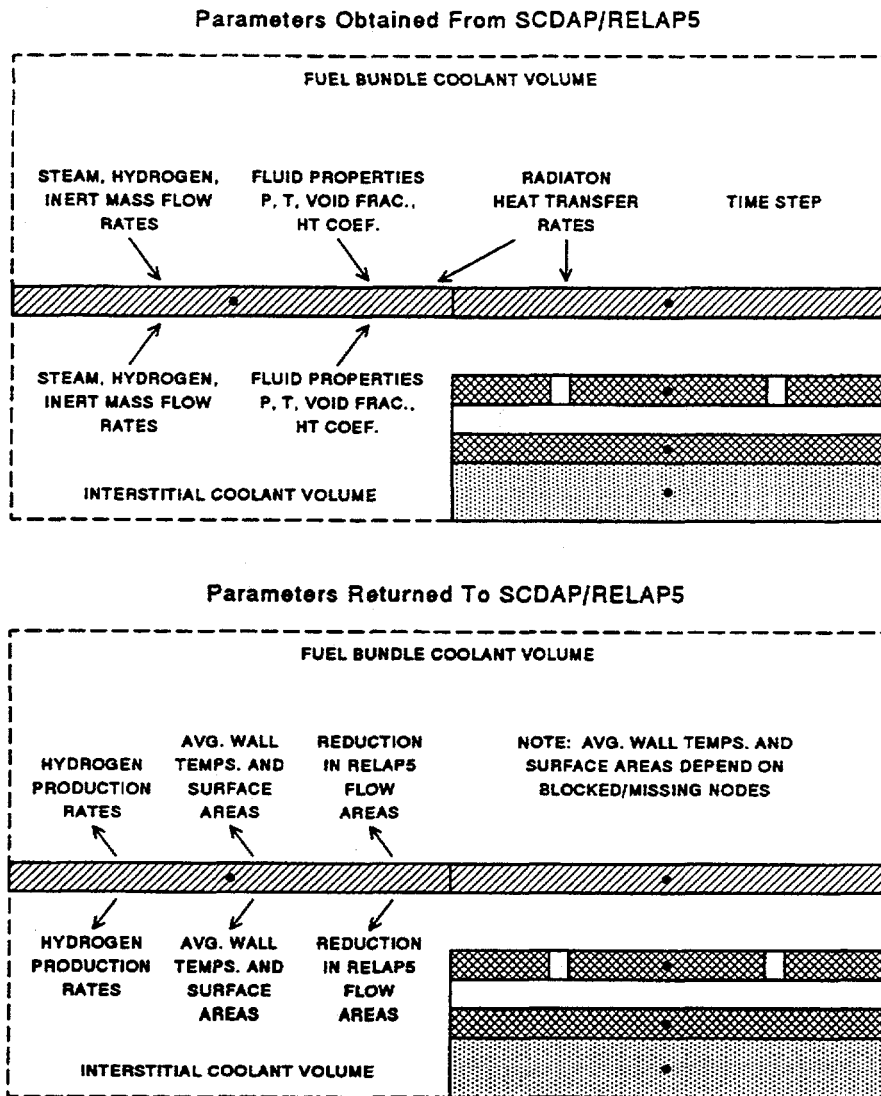 Parameters Obtained From SCDAP/RELAP5
FUEL BUNDLE COOLANT VOLUME
STEAM, HYDROGEN,
INERT MASS FLOW
RATES
FLUID PROPERTIES
P, T, VOID FRAC.,
HT COEF.
RADIATON
HEAT TRANSFER
RATES
TIME STEP
STEAM, HYDROGEN,
INERT MASS FLOW
RATES
FLUID PROPERTIES
P, T, VOID FRAC.,
HT COEF.
INTERSTITIAL COOLANT VOLUME
Parameters Returned To SCDAP/RELAP5
FUEL BUNDLE COOLANT VOLUME
HYDROGEN
PRODUCTION
RATES
AVG. WALL
TEMPS. AND
SURFACE
AREAS
REDUCTION
IN RELAP5
FLOW
AREAS
NOTE: AVG. WALL TEMPS. AND
SURFACE AREAS DEPEND ON
BLOCKED/MISSING NODES
HYDROGEN
PRODUCTION
RATES
AVG. WALL
TEMPS. AND
SURFACE
AREAS
REDUCTION
IN RELAP5
FLOW
AREAS
INTERSTITIAL COOLANT VOLUME